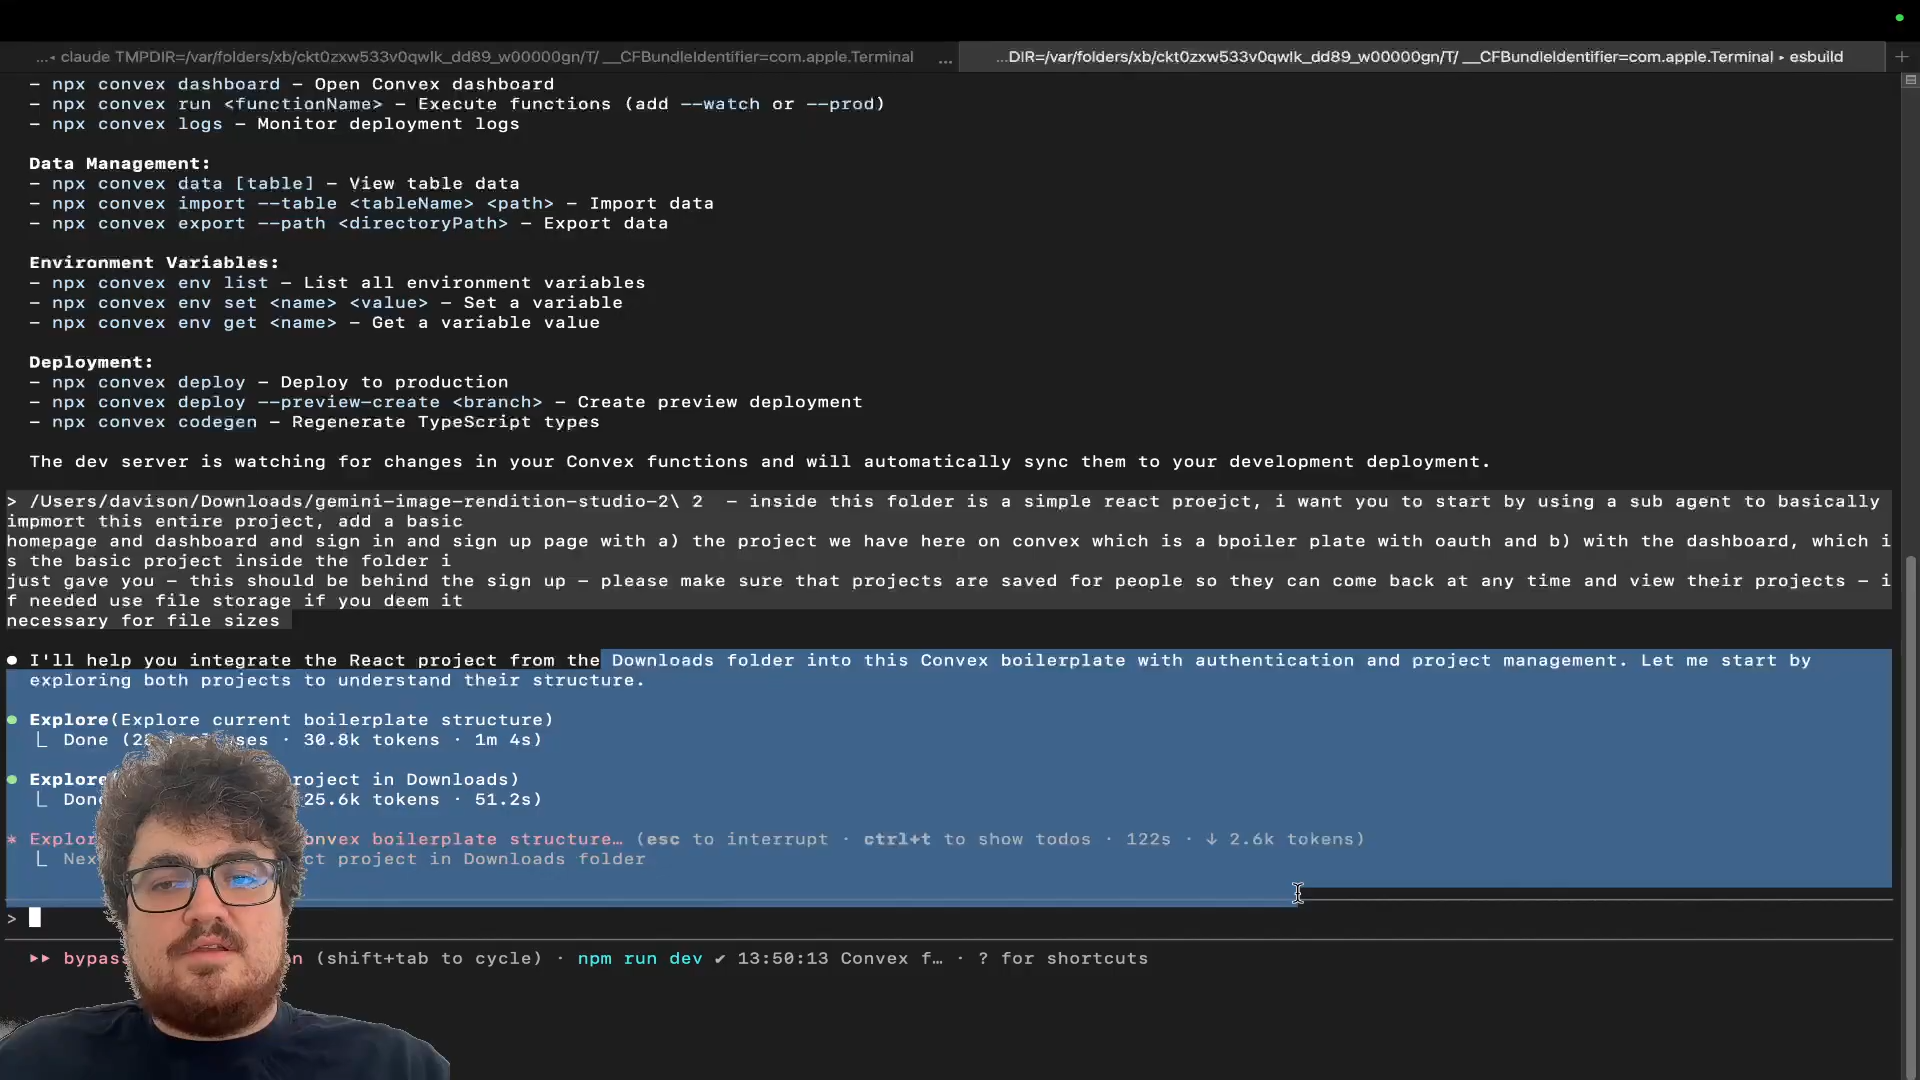 ...◂ claude TMPDIR=/var/folders/xb/ckt0zxw533v0qwlk_dd89_w00000gn/T/ __CFBundleIdentifier=com.apple.Terminal ... ...DIR=/var/folders/xb/ckt0zxw533v0qwlk_dd89_w00000gn/T/ __CFBundleIdentifier=com.apple.Terminal ▸ esbuild +
- npx convex dashboard - Open Convex dashboard
- npx convex run <functionName> - Execute functions (add --watch or --prod)
- npx convex logs - Monitor deployment logs
Data Management:
- npx convex data [table] - View table data
- npx convex import --table <tableName> <path> - Import data
- npx convex export --path <directoryPath> - Export data
Environment Variables:
- npx convex env list - List all environment variables
- npx convex env set <name> <value> - Set a variable
- npx convex env get <name> - Get a variable value
Deployment:
- npx convex deploy - Deploy to production
- npx convex deploy --preview-create <branch> - Create preview deployment
- npx convex codegen - Regenerate TypeScript types
The dev server is watching for changes in your Convex functions and will automatically sync them to your development deployment.
> /Users/davison/Downloads/gemini-image-rendition-studio-2\ 2  - inside this folder is a simple react proejct, i want you to start by using a sub agent to basically
impmort this entire project, add a basic
homepage and dashboard and sign in and sign up page with a) the project we have here on convex which is a bpoiler plate with oauth and b) with the dashboard, which i
s the basic project inside the folder i
just gave you - this should be behind the sign up - please make sure that projects are saved for people so they can come back at any time and view their projects - i
f needed use file storage if you deem it
necessary for file sizes
● I'll help you integrate the React project from the Downloads folder into this Convex boilerplate with authentication and project management. Let me start by
exploring both projects to understand their structure.
● Explore(Explore current boilerplate structure)
⎿ Done ( · 30.8k tokens · 1m 4s)
● Explore( in Downloads)
⎿ 25.6k tokens · 51.2s)
* boilerplate structure… (esc to interrupt · ctrl+t to show todos · 122s · ↓ 2.6k tokens)
⎿ project in Downloads folder
>
▸▸ (shift+tab to cycle) · npm run dev ✔ 13:50:13 Convex f… · ? for shortcuts